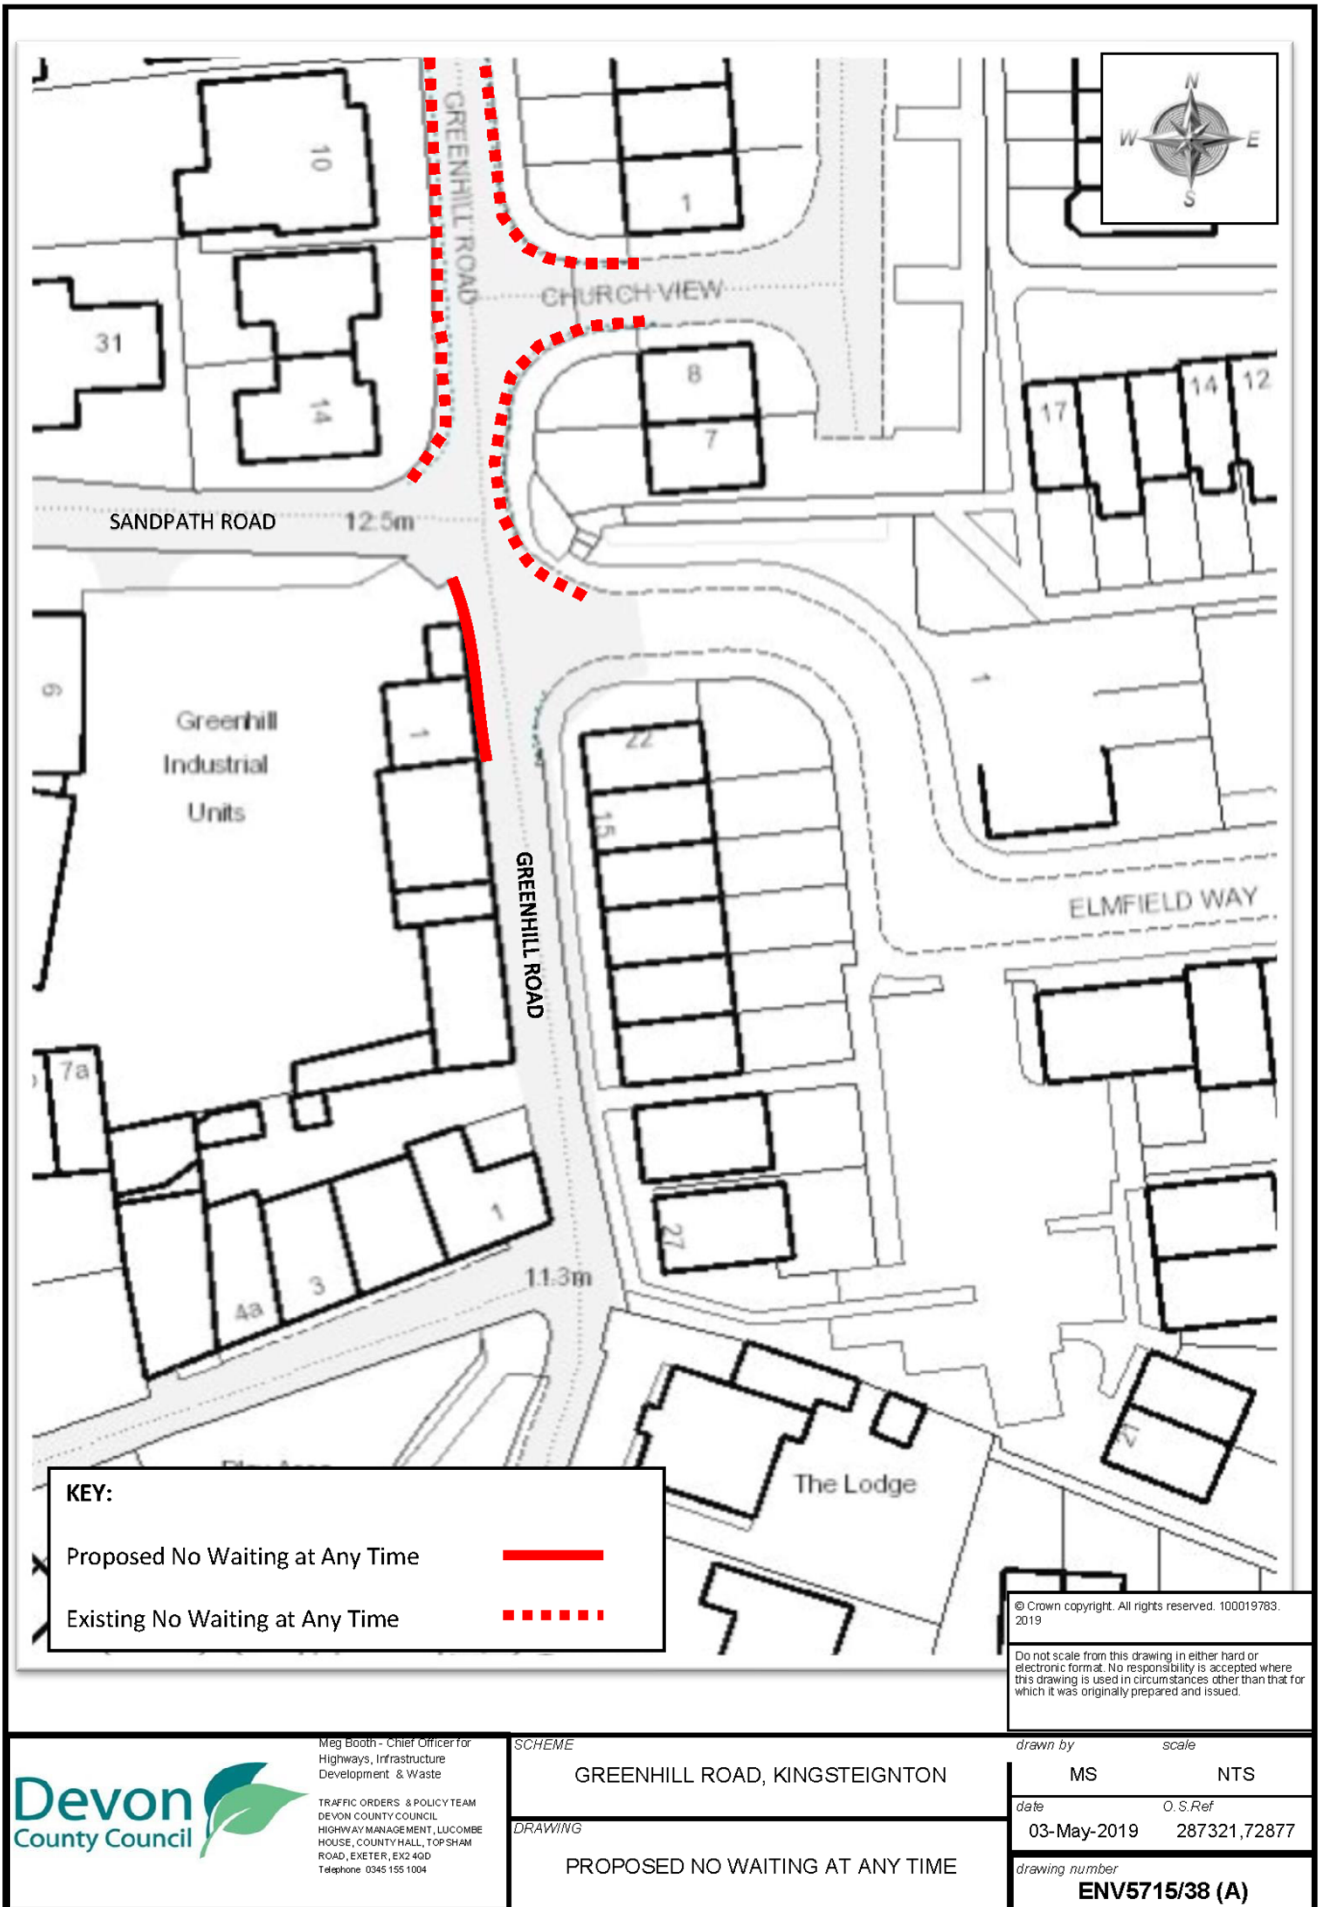 N
W
E
S
GREENHILL ROAD
10
1
CHURCH VIEW
31
14
8
7
17
14
12
SANDPATH ROAD
12.5m
6
Greenhill
Industrial
Units
1
22
15
1
GREENHILL ROAD
ELMFIELD WAY
7a
1
3
4a
27
11.3m
21
The Lodge
KEY:
Proposed No Waiting at Any Time
Existing No Waiting at Any Time
© Crown copyright. All rights reserved. 100019783.
2019
Do not scale from this drawing in either hard or
electronic format. No responsibility is accepted where
this drawing is used in circumstances other than that for
which it was originally prepared and issued.
Devon
County Council
Meg Booth - Chief Officer for
Highways, Infrastructure
Development & Waste
TRAFFIC ORDERS & POLICY TEAM
DEVON COUNTY COUNCIL
HIGHWAY MANAGEMENT, LUCOMBE
HOUSE, COUNTY HALL, TOPSHAM
ROAD, EXETER, EX2 4QD
Telephone 0345 155 1004
SCHEME
GREENHILL ROAD, KINGSTEIGNTON
DRAWING
PROPOSED NO WAITING AT ANY TIME
drawn by
scale
MS
NTS
date
O.S.Ref
03-May-2019
287321,72877
drawing number
ENV5715/38 (A)